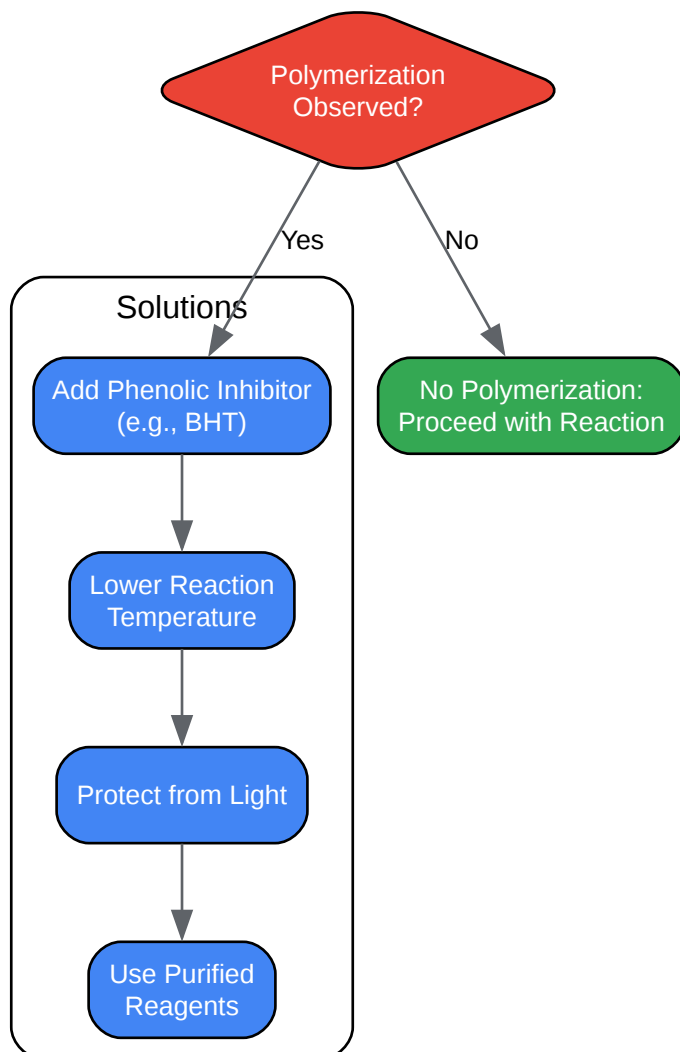 Polymerization
Observed?
Yes
No
Solutions
Add Phenolic Inhibitor
(e.g., BHT)
No Polymerization:
Proceed with Reaction
Lower Reaction
Temperature
Protect from Light
Use Purified
Reagents